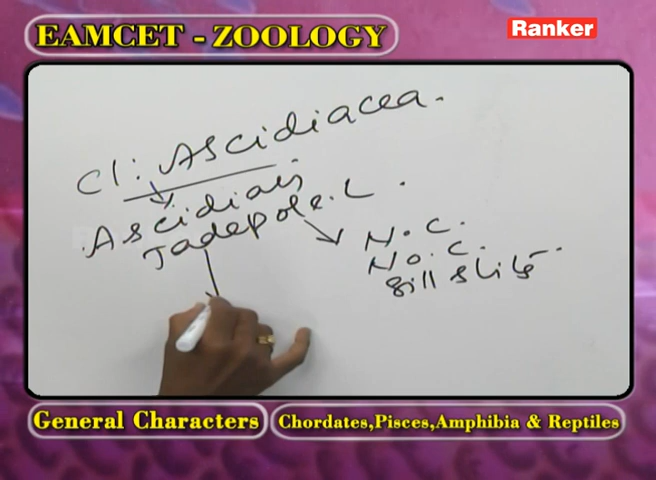 EAMCET - ZOOLOGY
Ranker
Cl: Ascidiacea.
Ascidians
Tadepole. L.
N.C.
No. C.
Gill slits.
General Characters
Chordates,Pisces,Amphibia & Reptiles